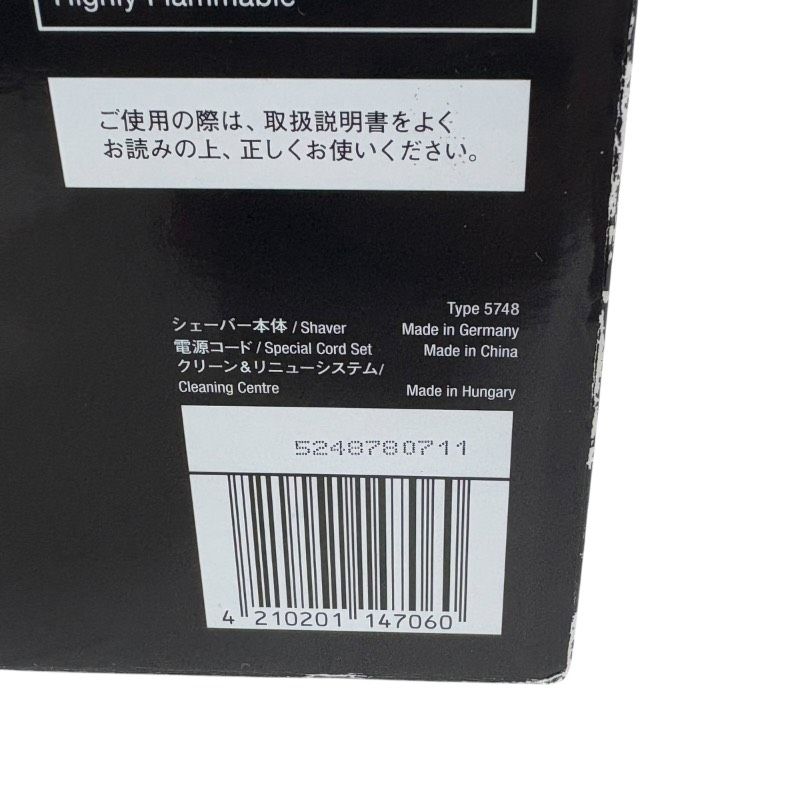 Highly Flammable
ご使用の際は、取扱説明書をよく
お読みの上、正しくお使いください。
Type 5748
シェーバー本体 / Shaver Made in Germany
電源コード / Special Cord Set Made in China
クリーン&リニューシステム/
Cleaning Centre Made in Hungary
5248780711
4 210201 147060